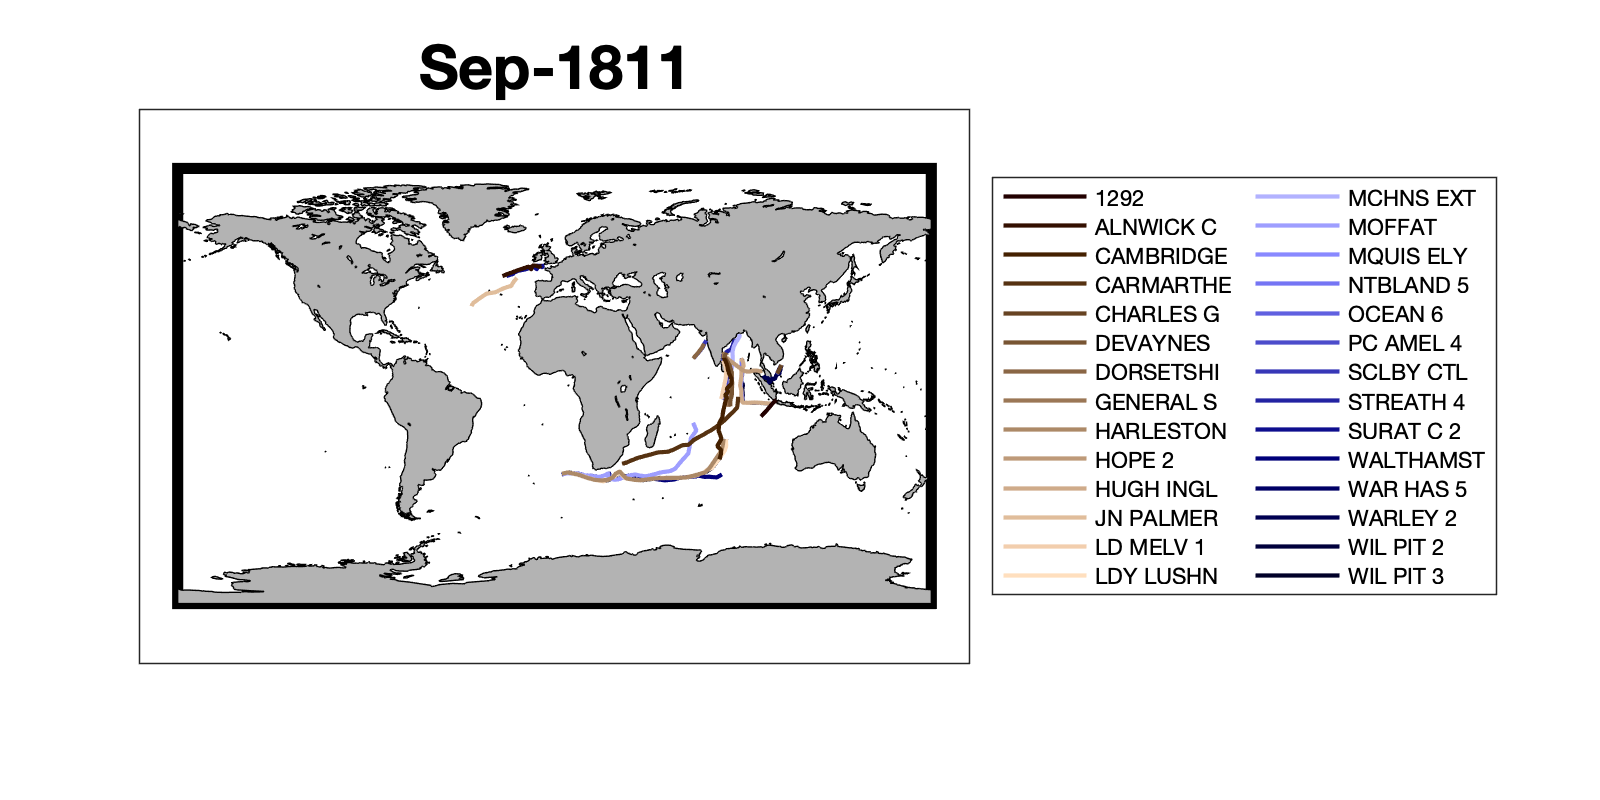 Sep-1811
1292
ALNWICK C
CAMBRIDGE
CARMARTHE
CHARLES G
DEVAYNES
DORSETSHI
GENERAL S
HARLESTON
HOPE 2
HUGH INGL
JN PALMER
LD MELV 1
LDY LUSHN
MCHNS EXT
MOFFAT
MQUIS ELY
NTBLAND 5
OCEAN 6
PC AMEL 4
SCLBY CTL
STREATH 4
SURAT C 2
WALTHAMST
WAR HAS 5
WARLEY 2
WIL PIT 2
WIL PIT 3